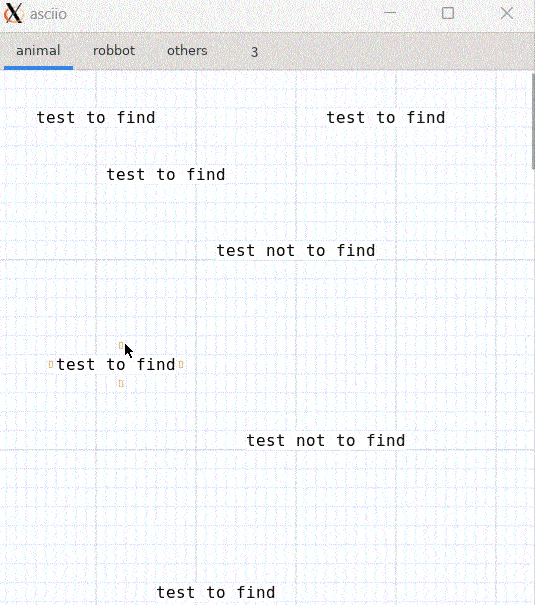 asciio
animal robbot others 3
test to find test to find
test to find
test not to find
test to find
test not to find
test to find